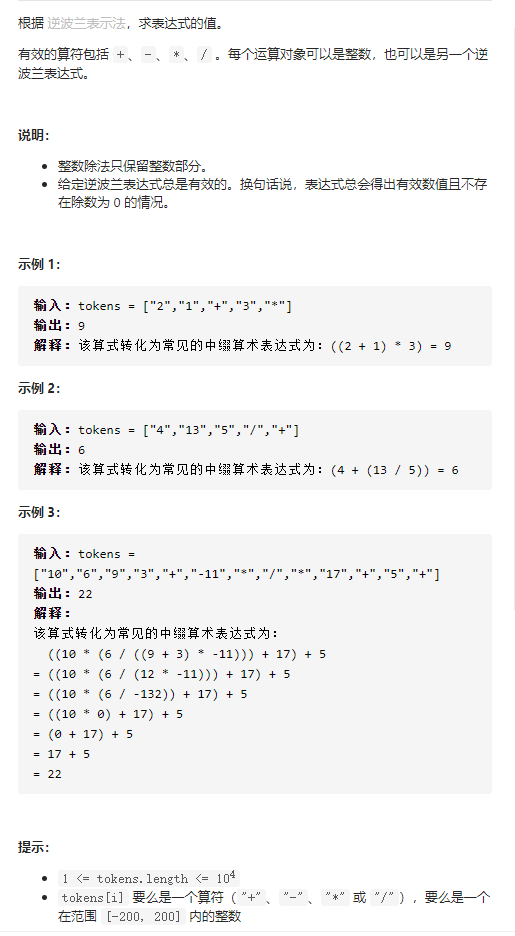 根据 逆波兰表示法，求表达式的值。
有效的算符包括 +、-、*、/ 。每个运算对象可以是整数，也可以是另一个逆
波兰表达式。
说明：
• 整数除法只保留整数部分。
• 给定逆波兰表达式总是有效的。换句话说，表达式总会得出有效数值且不存
在除数为 0 的情况。
示例 1：
输入：tokens = ["2","1","+","3","*"]
输出：9
解释：该算式转化为常见的中缀算术表达式为：((2 + 1) * 3) = 9
示例 2：
输入：tokens = ["4","13","5","/","+"]
输出：6
解释：该算式转化为常见的中缀算术表达式为：(4 + (13 / 5)) = 6
示例 3：
输入：tokens =
["10","6","9","3","+","-11","*","/","*","17","+","5","+"]
输出：22
解释：
该算式转化为常见的中缀算术表达式为：
((10 * (6 / ((9 + 3) * -11))) + 17) + 5
= ((10 * (6 / (12 * -11))) + 17) + 5
= ((10 * (6 / -132)) + 17) + 5
= ((10 * 0) + 17) + 5
= (0 + 17) + 5
= 17 + 5
= 22
提示：
• 1 <= tokens.length <= 10⁴
• tokens[i] 要么是一个算符（"+"、"-"、"*" 或 "/"），要么是一个
在范围 [-200, 200] 内的整数